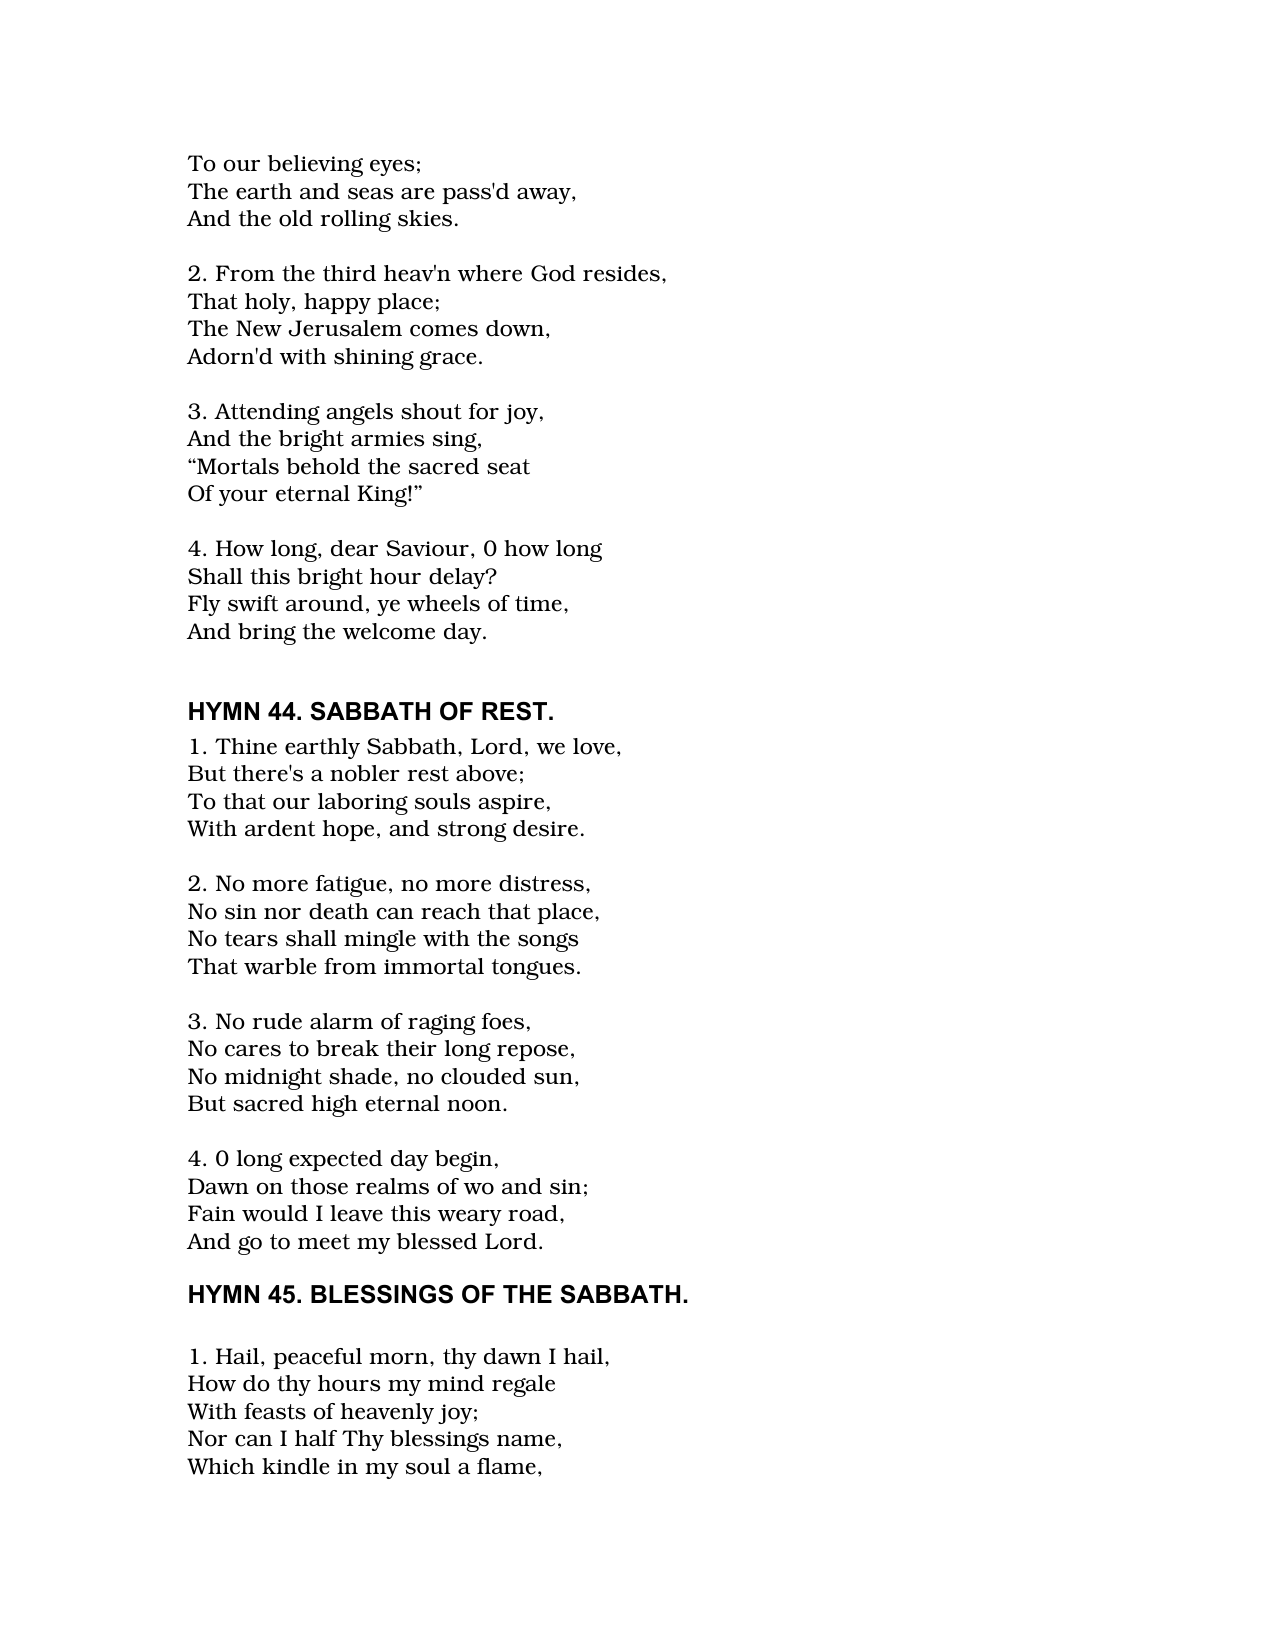 To our believing eyes;
The earth and seas are pass'd away,
And the old rolling skies.
2. From the third heav'n where God resides,
That holy, happy place;
The New Jerusalem comes down,
Adorn'd with shining grace.
3. Attending angels shout for joy,
And the bright armies sing,
“Mortals behold the sacred seat
Of your eternal King!”
4. How long, dear Saviour, 0 how long
Shall this bright hour delay?
Fly swift around, ye wheels of time,
And bring the welcome day.
HYMN 44. SABBATH OF REST.
1. Thine earthly Sabbath, Lord, we love,
But there's a nobler rest above;
To that our laboring souls aspire,
With ardent hope, and strong desire.
2. No more fatigue, no more distress,
No sin nor death can reach that place,
No tears shall mingle with the songs
That warble from immortal tongues.
3. No rude alarm of raging foes,
No cares to break their long repose,
No midnight shade, no clouded sun,
But sacred high eternal noon.
4. 0 long expected day begin,
Dawn on those realms of wo and sin;
Fain would I leave this weary road,
And go to meet my blessed Lord.
HYMN 45. BLESSINGS OF THE SABBATH.
1. Hail, peaceful morn, thy dawn I hail,
How do thy hours my mind regale
With feasts of heavenly joy;
Nor can I half Thy blessings name,
Which kindle in my soul a flame,